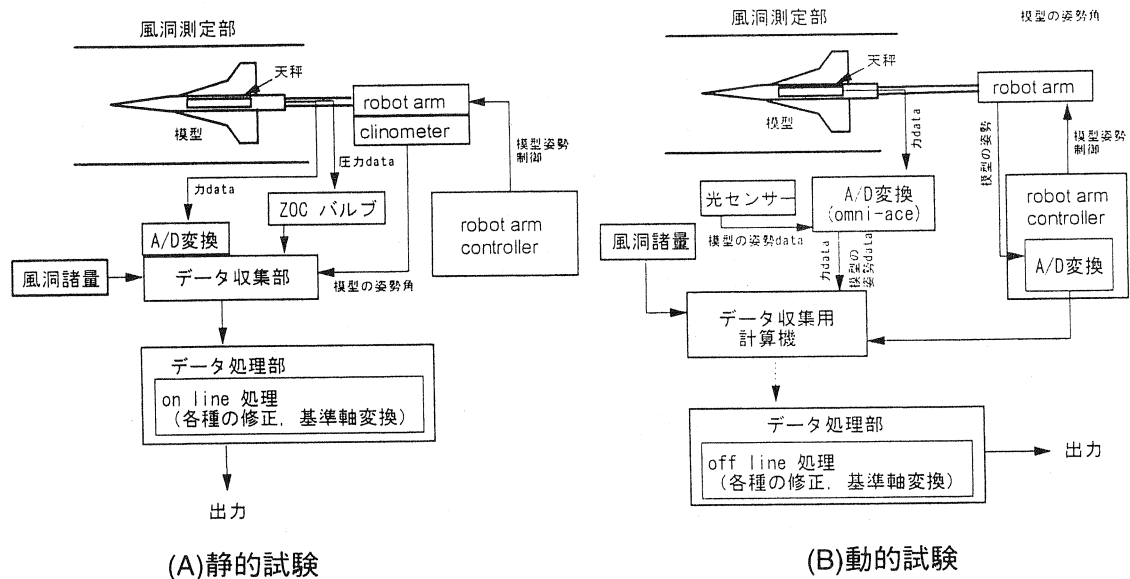 風洞測定部
天秤
模型
robot arm
clinometer
模型姿勢
制御
圧力data
力data
ZOC バルブ
A/D変換
robot arm
controller
風洞諸量
データ収集部
模型の姿勢角
データ処理部
on line 処理
(各種の修正, 基準軸変換)
出力
(A)静的試験
風洞測定部
模型の姿勢角
天秤
模型
robot arm
力data
模型の姿勢
模型姿勢
制御
光センサー
A/D変換
(omni-ace)
模型の姿勢data
robot arm
controller
A/D変換
風洞諸量
力data
模型の
姿勢data
データ収集用
計算機
データ処理部
off line 処理
(各種の修正, 基準軸変換)
出力
(B)動的試験